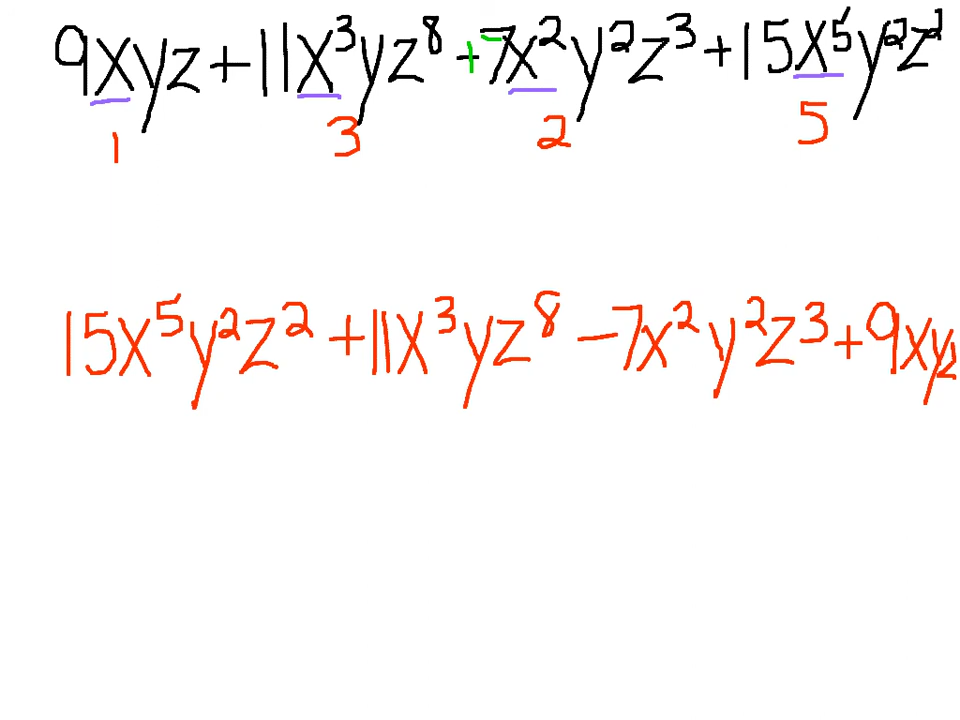 9xyz + 11x³yz⁸ + ⁻7x²y²z³ + 15x⁵y²z²
1 3 2 5
15x⁵y²z² + 11x³yz⁸ − 7x²y²z³ + 9xyz